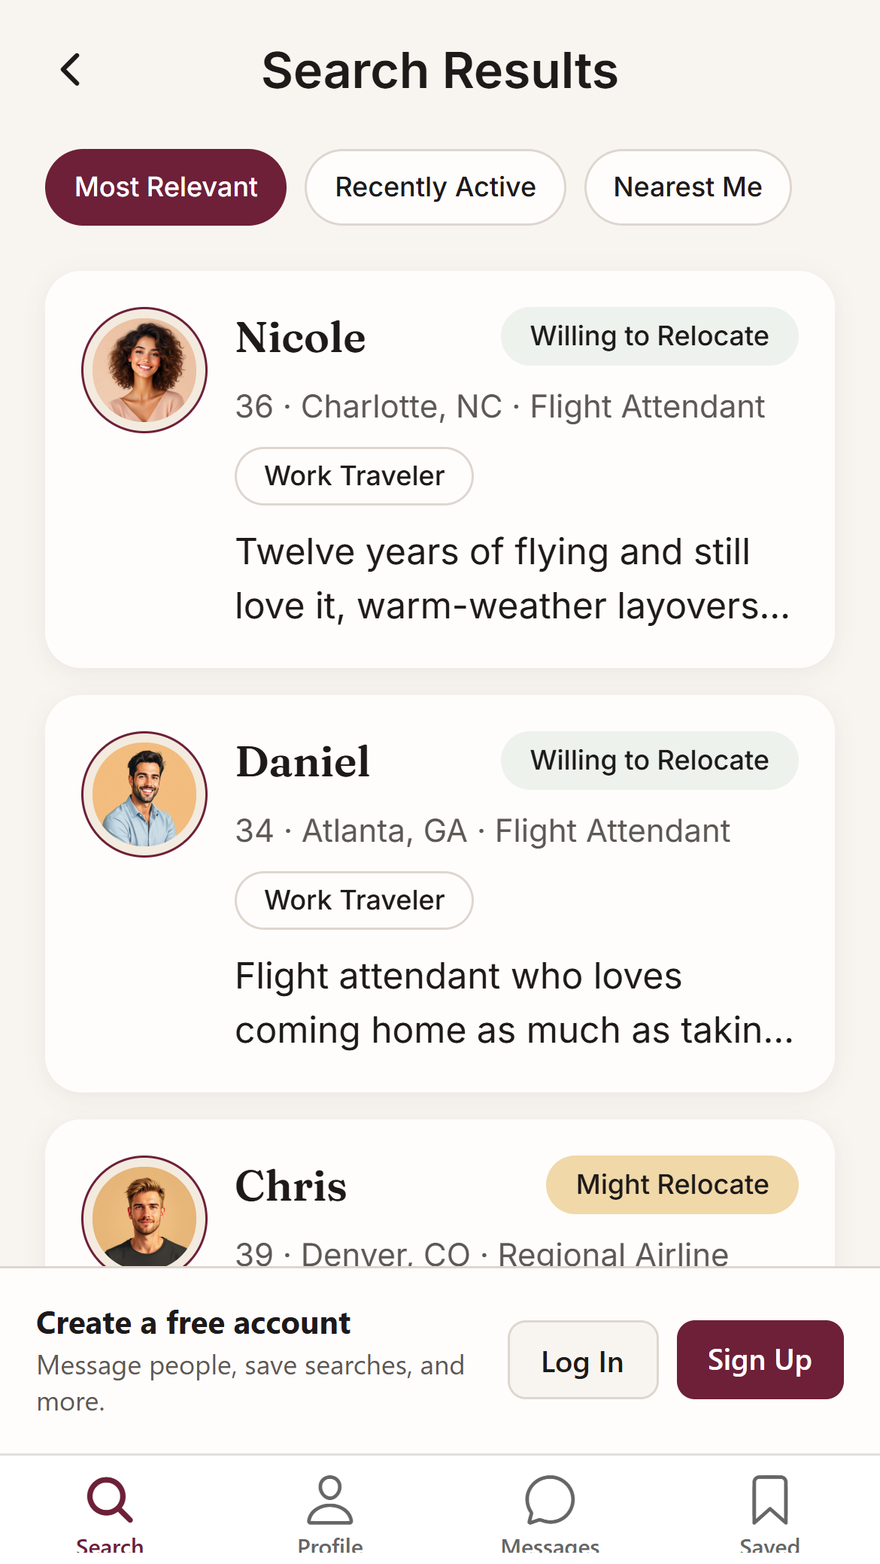 Search Results
Most Relevant
Recently Active
Nearest Me
Nicole
Willing to Relocate
36 · Charlotte, NC · Flight Attendant
Work Traveler
Twelve years of flying and still
love it, warm-weather layovers...
Daniel
Willing to Relocate
34 · Atlanta, GA · Flight Attendant
Work Traveler
Flight attendant who loves
coming home as much as takin...
Chris
Might Relocate
39 · Denver, CO · Regional Airline
Create a free account
Message people, save searches, and
more.
Log In
Sign Up
Search
Profile
Messages
Saved